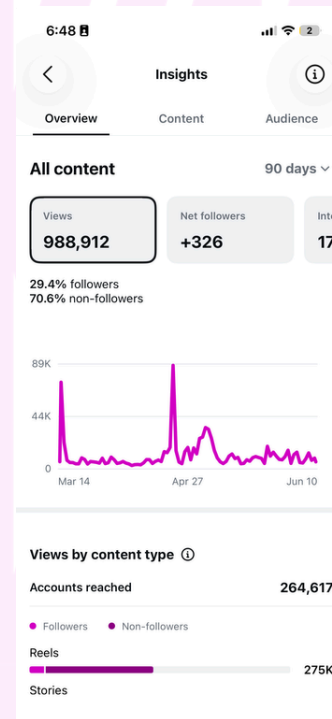 6:48
2
Insights
Overview Content Audience
All content 90 days
Views Net followers
988,912 +326 17
29.4% followers
70.6% non-followers
89K
44K
0
Mar 14 Apr 27 Jun 10
Views by content type
Accounts reached 264,617
Followers Non-followers
Reels
275K
Stories